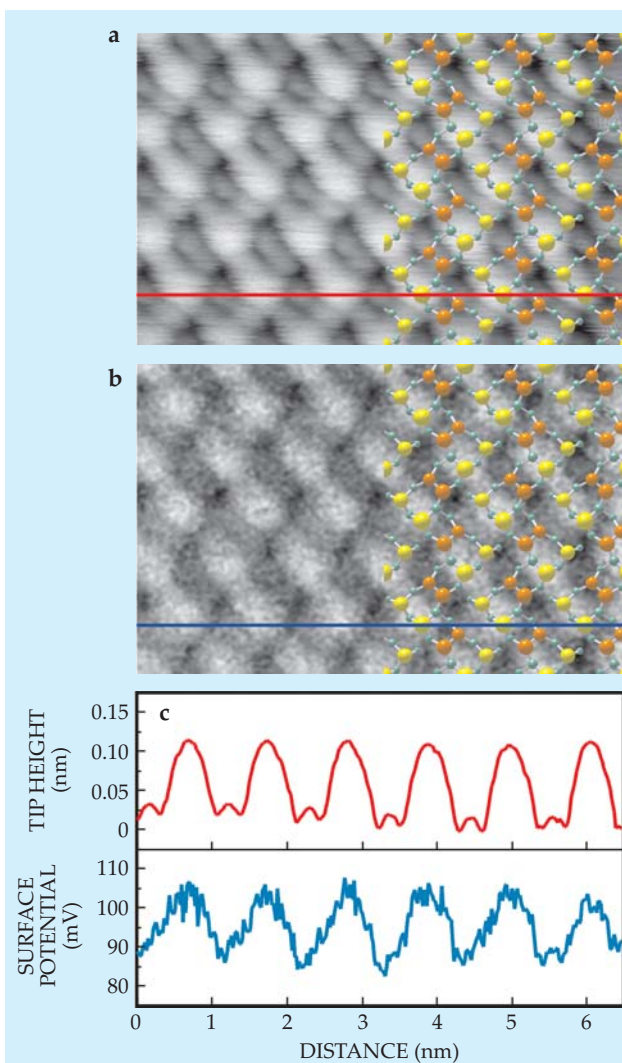 a
b
c
TIP HEIGHT
(nm)
0.15
0.10
0.05
0
SURFACE
POTENTIAL
(mV)
110
100
90
80
0 1 2 3 4 5 6
DISTANCE (nm)